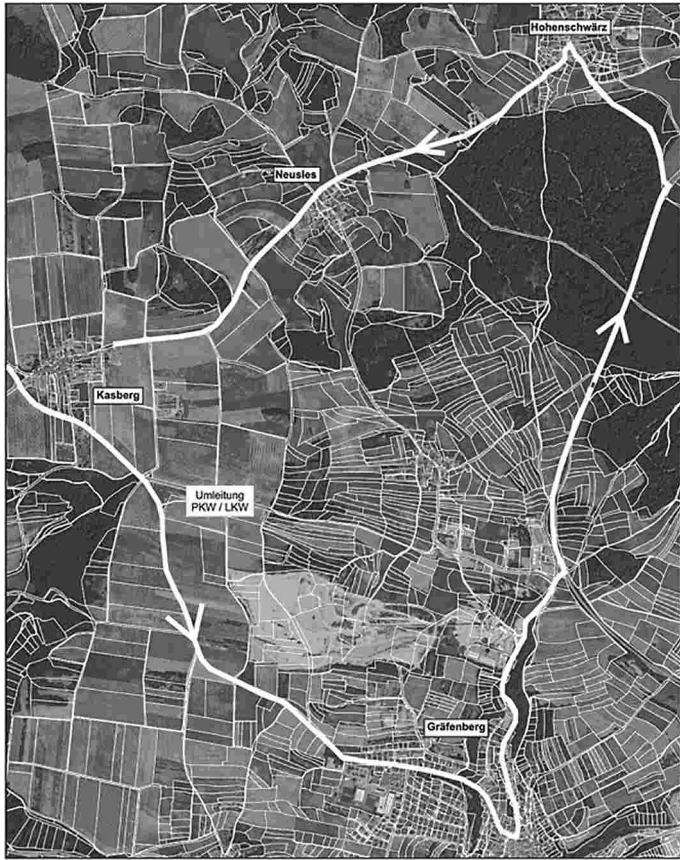 Hohenschwärz
Neusles
Kasberg
Umleitung
PKW / LKW
Gräfenberg